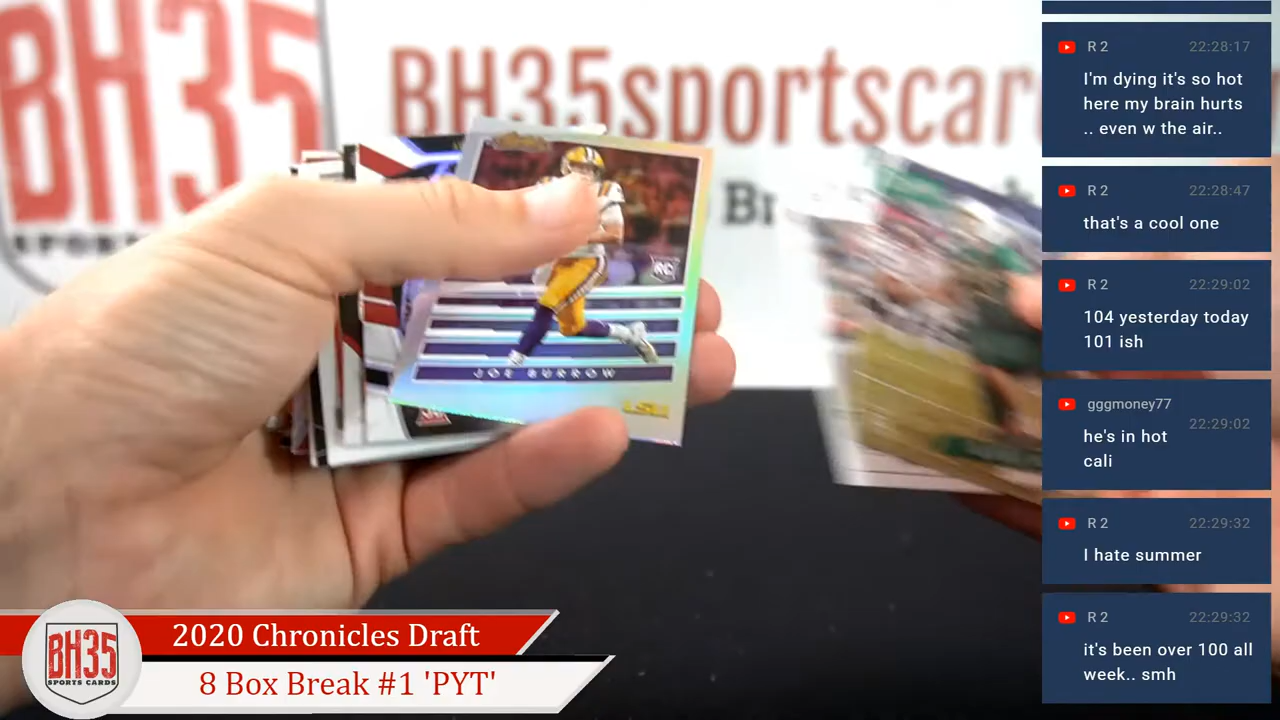 BH35
SPORTS
BH35sportscar
Br
RC
JOE BURROW
LSU
R 2 22:28:17
I'm dying it's so hot
here my brain hurts
.. even w the air..
R 2 22:28:47
that's a cool one
R 2 22:29:02
104 yesterday today
101 ish
gggmoney77 22:29:02
he's in hot
cali
R 2 22:29:32
I hate summer
R 2 22:29:32
it's been over 100 all
week.. smh
2020 Chronicles Draft
8 Box Break #1 'PYT'
BH35
SPORTS CARDS